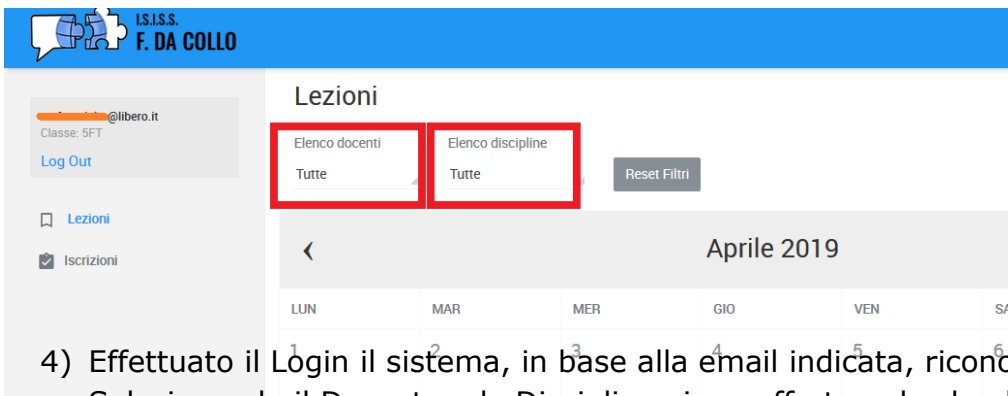 I.S.I.S.S.
F. DA COLLO
@libero.it
Classe: 5FT
Log Out
Lezioni
Iscrizioni
Lezioni
Elenco docenti
Elenco discipline
Tutte
Tutte
Reset Filtri
Aprile 2019
LUN MAR MER GIO VEN
1 2 3 4 5 6
4) Effettuato il Login il sistema, in base alla email indicata,